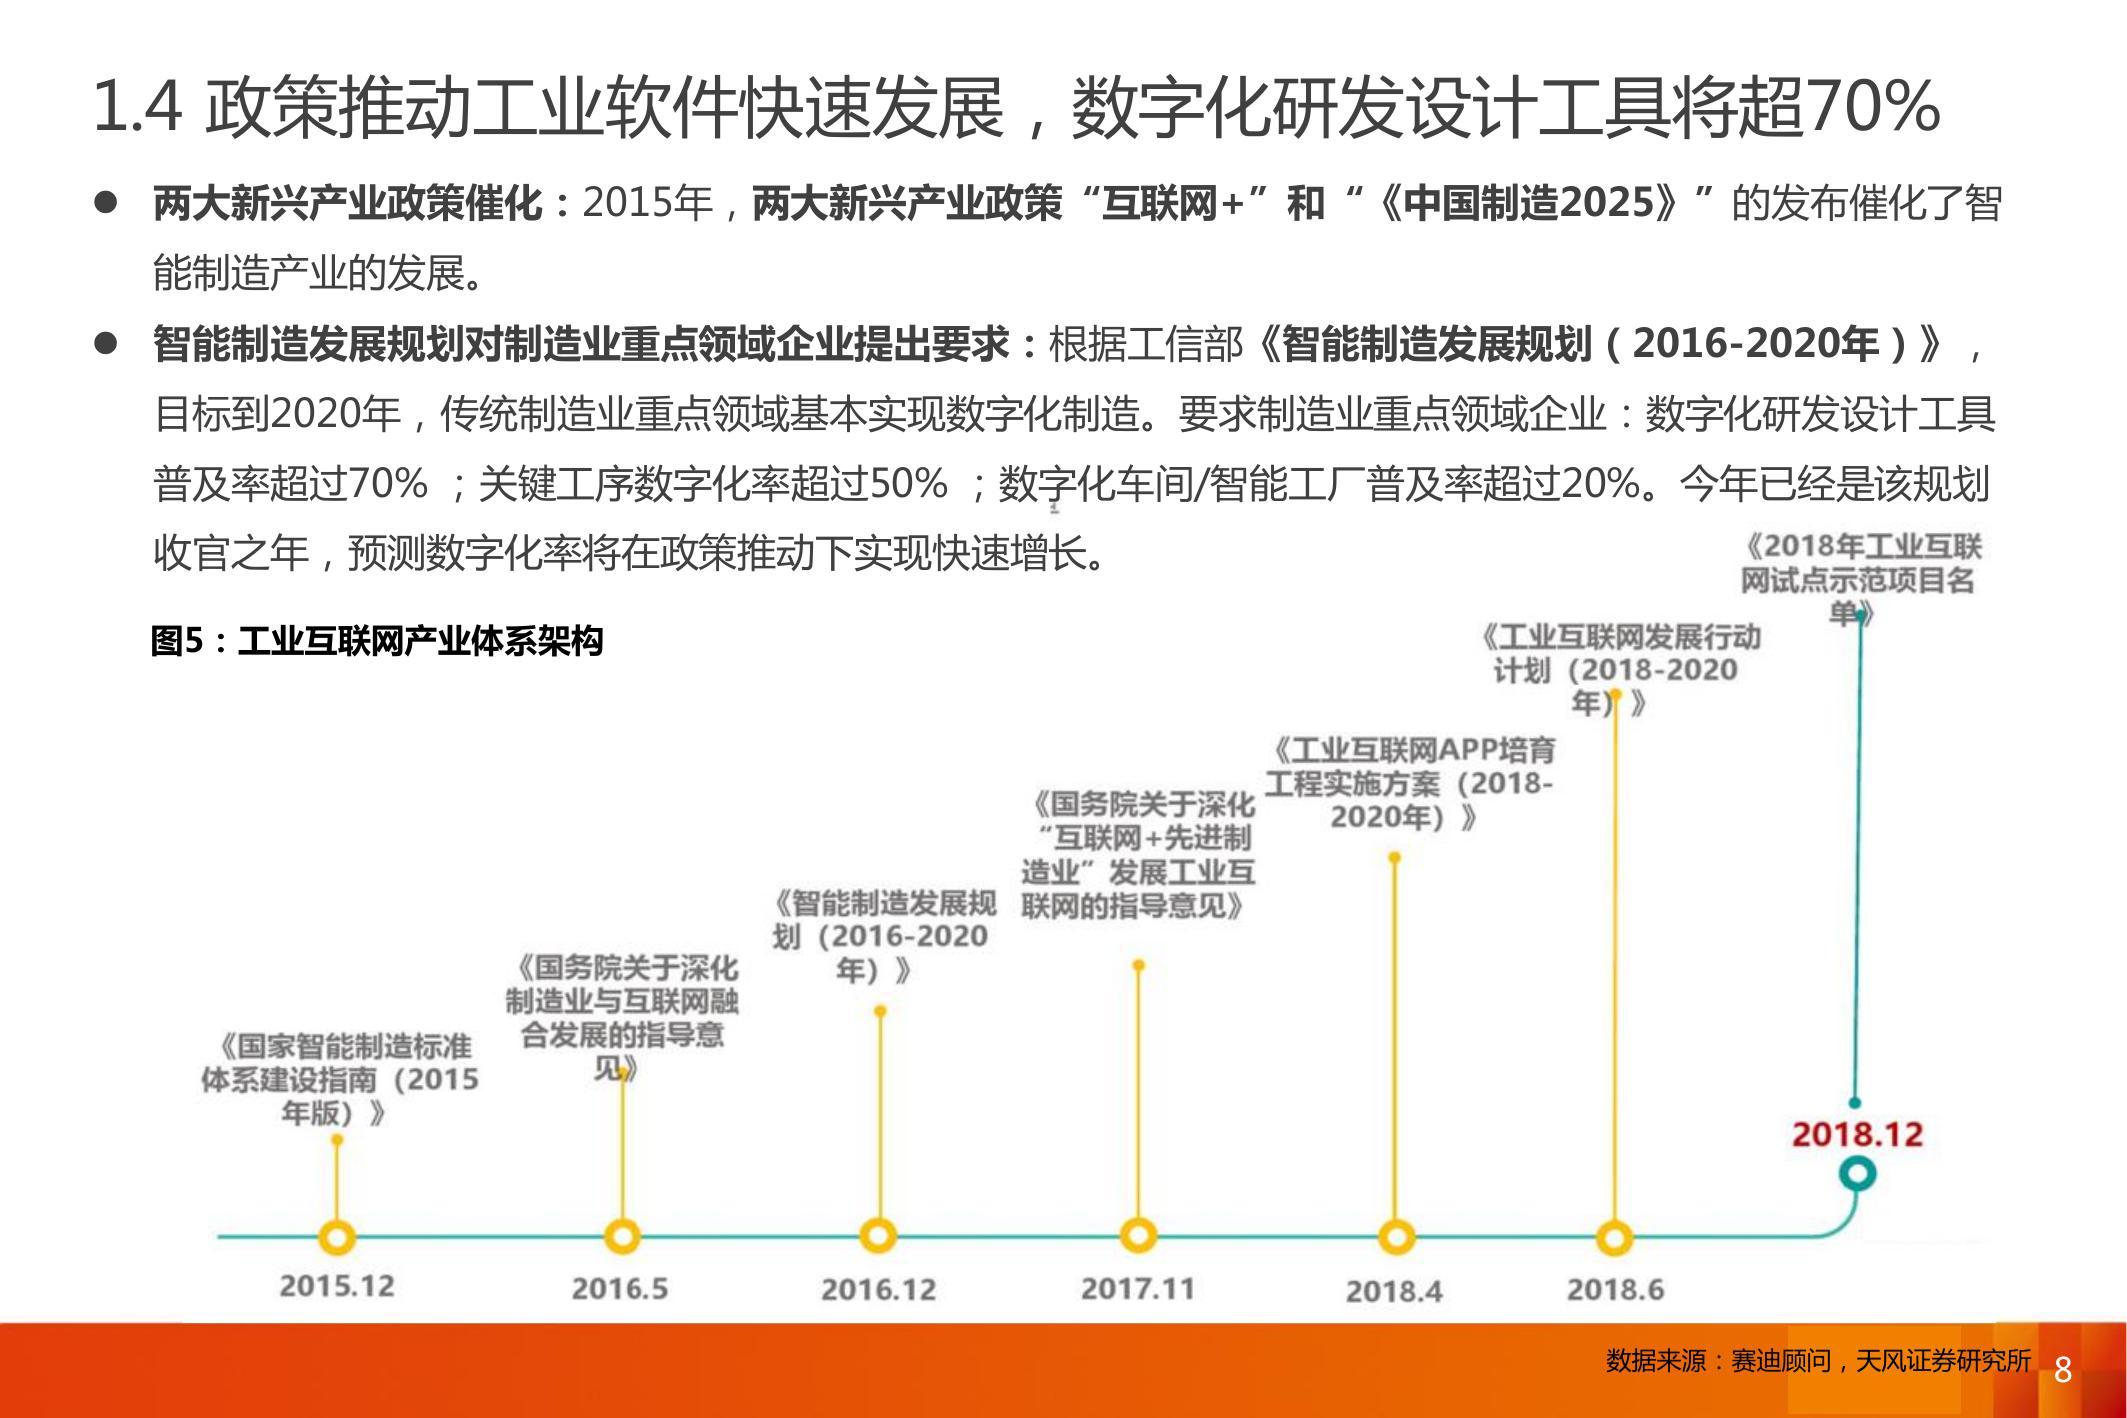 1.4 政策推动工业软件快速发展，数字化研发设计工具将超70%
● 两大新兴产业政策催化：2015年，两大新兴产业政策“互联网+”和“《中国制造2025》”的发布催化了智
能制造产业的发展。
● 智能制造发展规划对制造业重点领域企业提出要求：根据工信部《智能制造发展规划（2016-2020年）》，
目标到2020年，传统制造业重点领域基本实现数字化制造。要求制造业重点领域企业：数字化研发设计工具
普及率超过70% ；关键工序数字化率超过50% ；数字化车间/智能工厂普及率超过20%。今年已经是该规划
收官之年，预测数字化率将在政策推动下实现快速增长。
图5：工业互联网产业体系架构
《国家智能制造标准
体系建设指南（2015
年版）》
2015.12
《国务院关于深化
制造业与互联网融
合发展的指导意
见》
2016.5
《智能制造发展规
划（2016-2020
年）》
2016.12
《国务院关于深化
“互联网+先进制
造业”发展工业互
联网的指导意见》
2017.11
《工业互联网APP培育
工程实施方案（2018-
2020年）》
2018.4
《工业互联网发展行动
计划（2018-2020
年）》
2018.6
《2018年工业互联
网试点示范项目名
单》
2018.12
数据来源：赛迪顾问，天风证券研究所
8